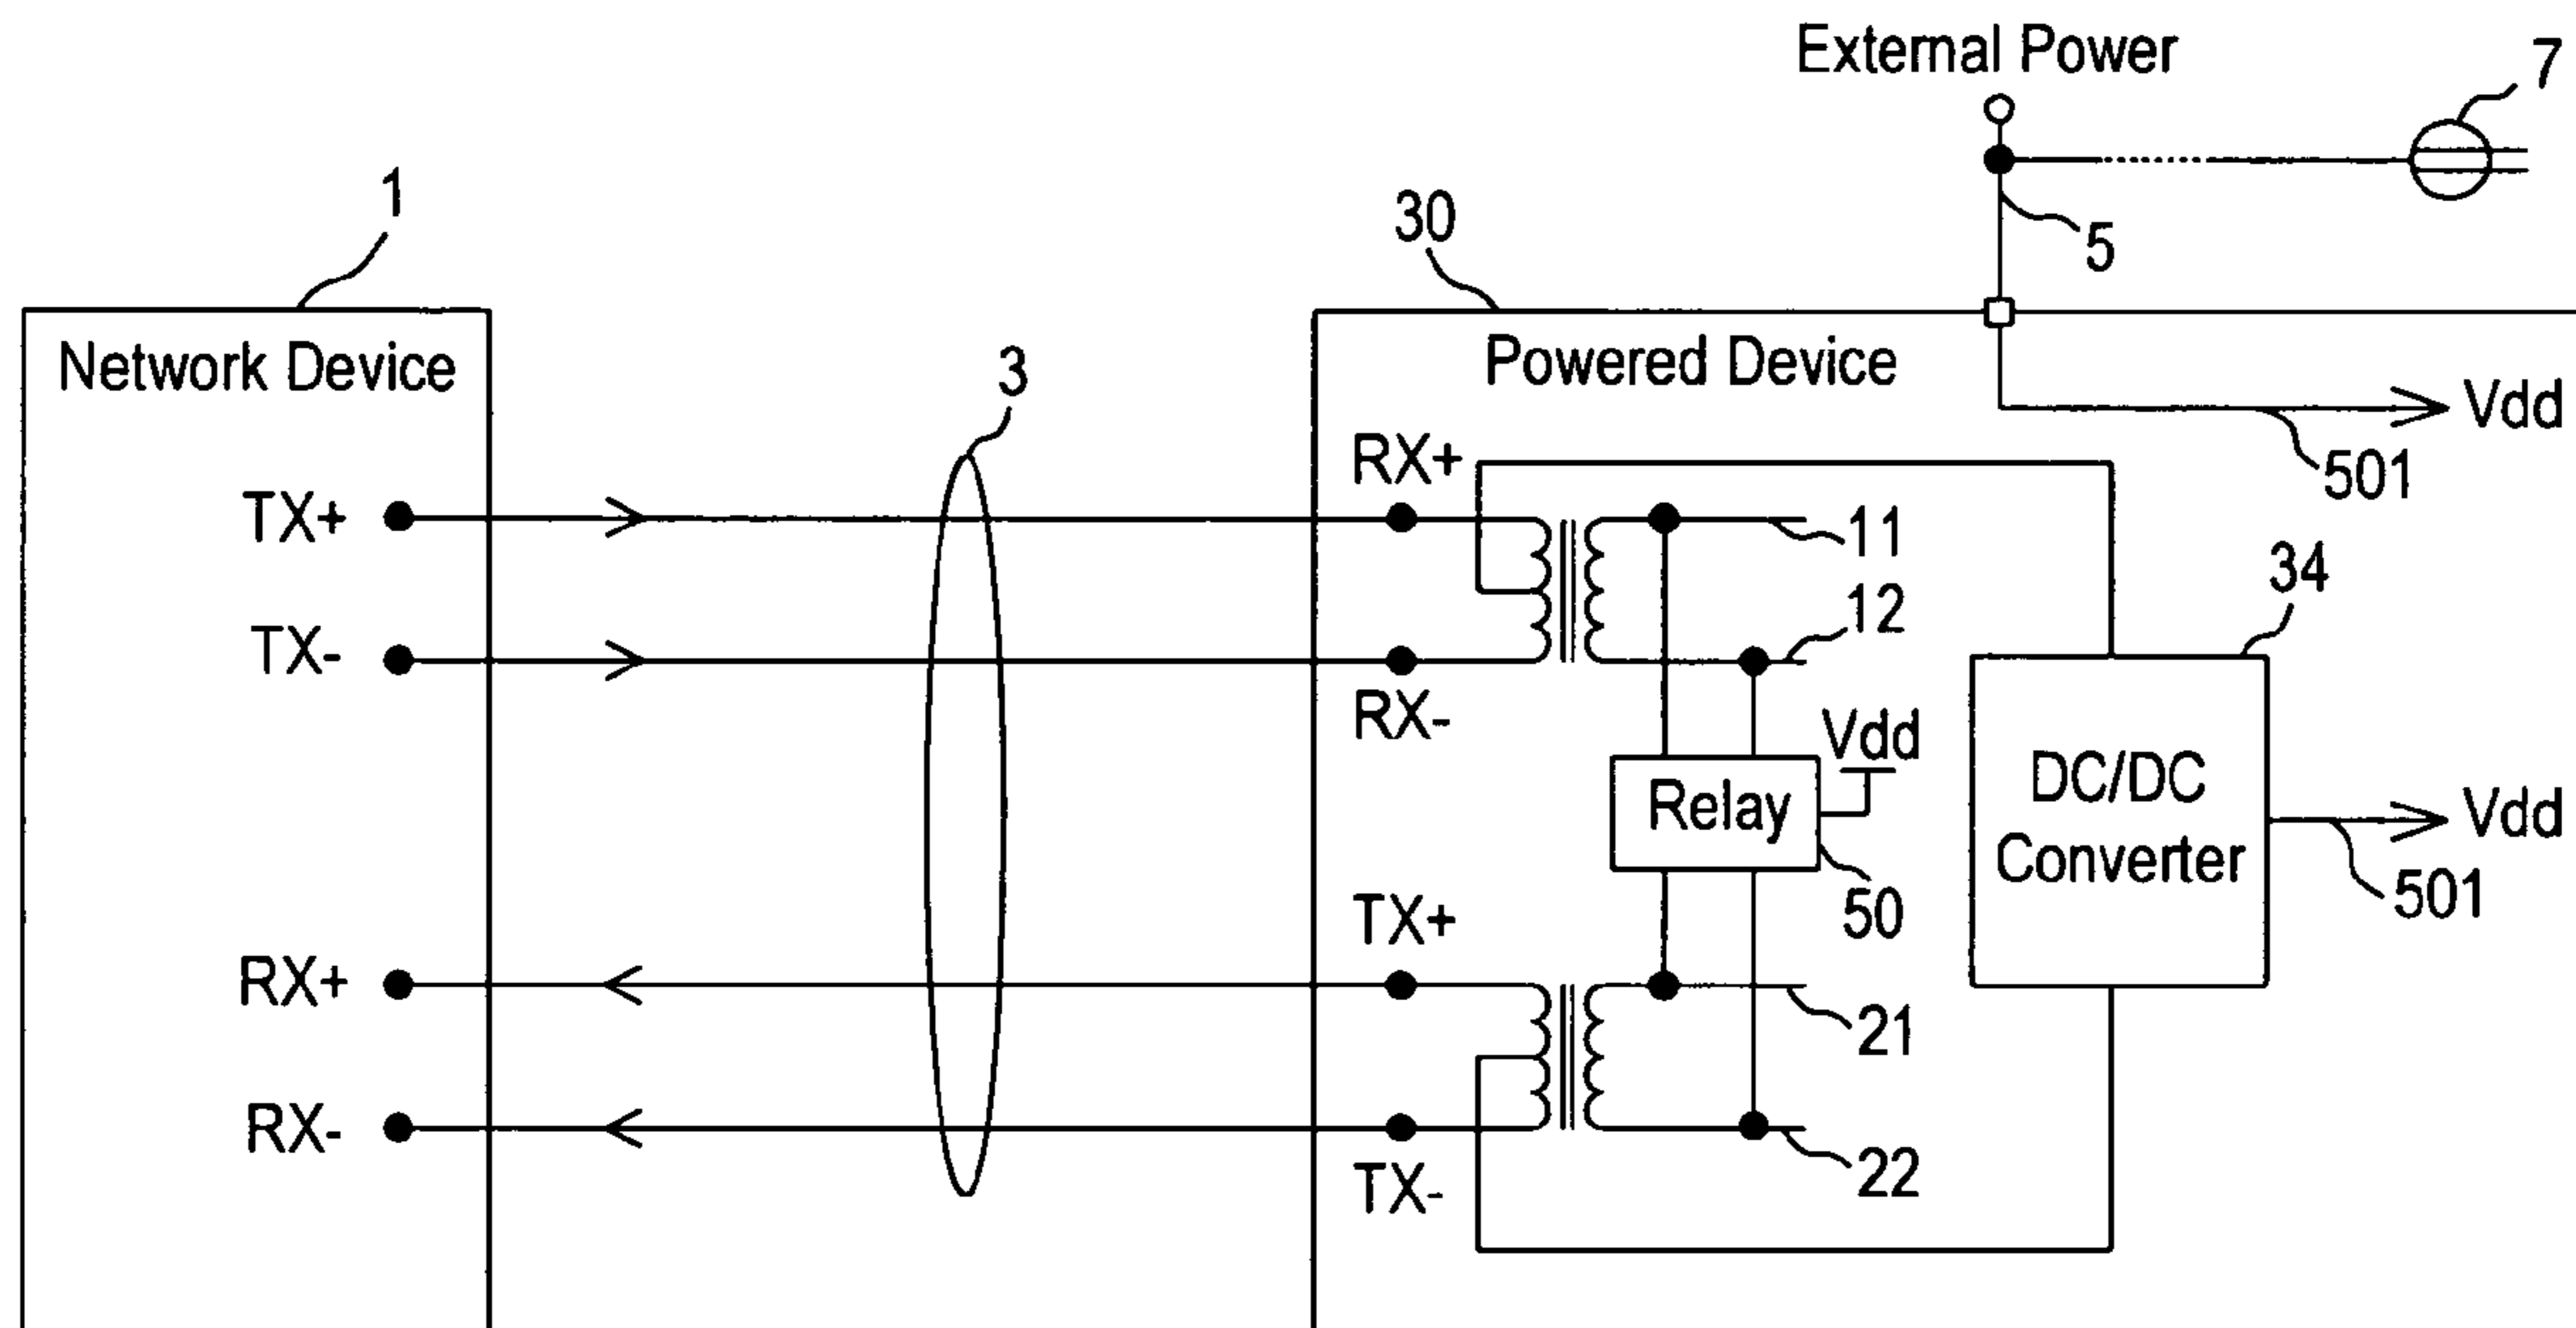 External Power
7
1
30
5
Network Device
3
Powered Device
Vdd
501
RX+
TX+
11
34
12
TX-
RX-
Vdd
Relay
DC/DC
Converter
Vdd
50
501
TX+
RX+
21
RX-
22
TX-